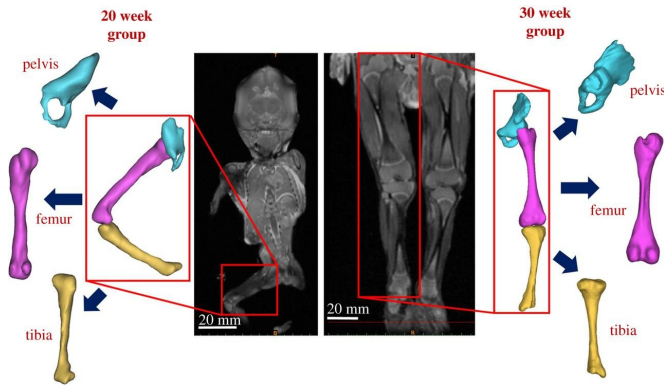 20 week
group
30 week
group
pelvis
pelvis
femur
femur
tibia
tibia
20 mm
20 mm